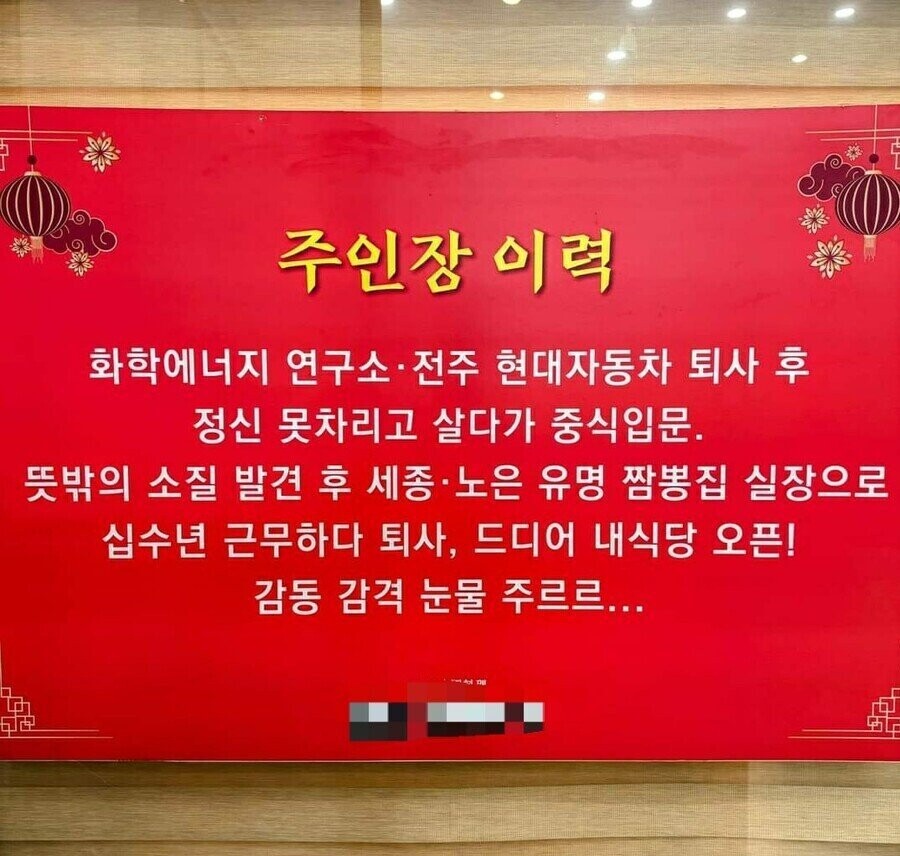 주인장 이력
화학에너지 연구소·전주 현대자동차 퇴사 후
정신 못차리고 살다가 중식입문.
뜻밖의 소질 발견 후 세종·노은 유명 짬뽕집 실장으로
십수년 근무하다 퇴사, 드디어 내식당 오픈!
감동 감격 눈물 주르르...